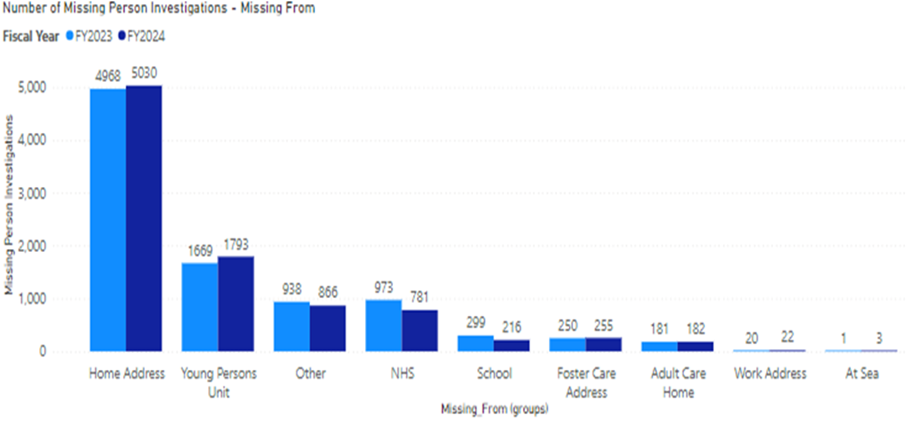 Number of Missing Person Investigations - Missing From
Fiscal Year FY2023 FY2024
Missing Person Investigations
5,000
4,000
3,000
2,000
1,000
0
4968 5030
1669 1793
938 866
973 781
299 216
250 255
181 182
20 22
1 3
Home Address
Young Persons
Unit
Other
NHS
School
Foster Care
Address
Adult Care
Home
Work Address
At Sea
Missing_From (groups)